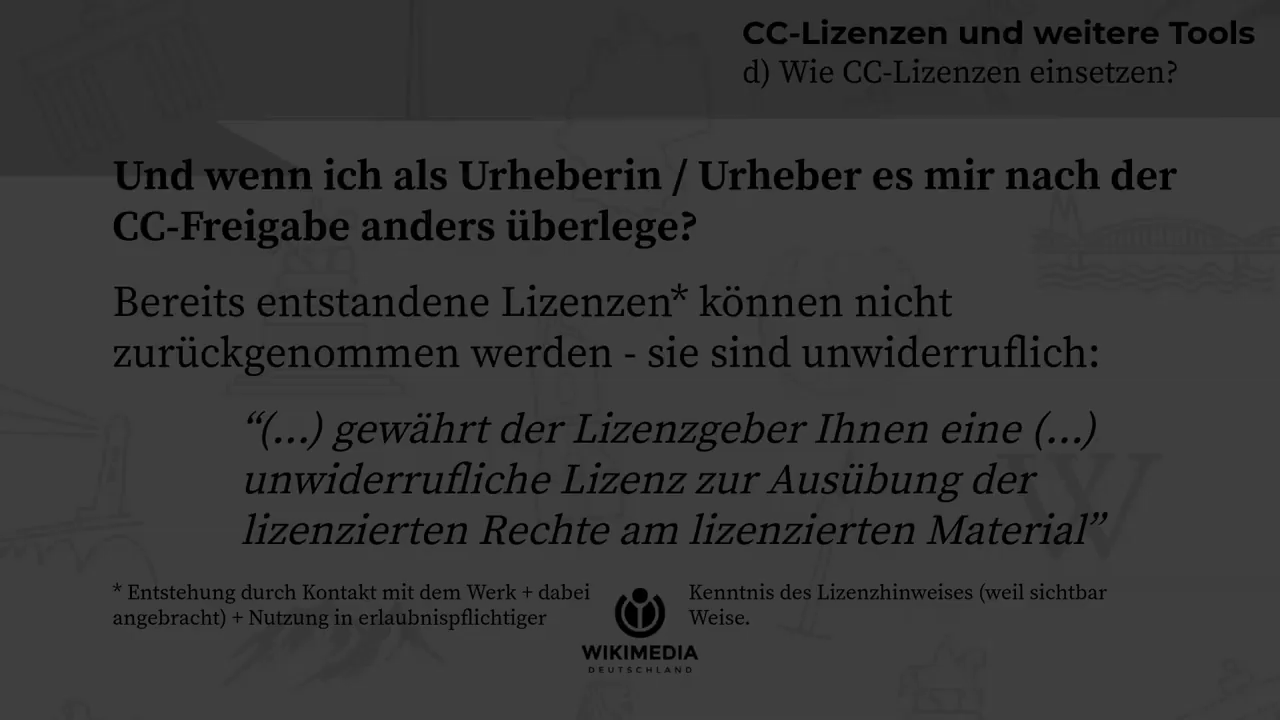 CC-Lizenzen und weitere Tools
d) Wie CC-Lizenzen einsetzen?
Und wenn ich als Urheberin / Urheber es mir nach der
CC-Freigabe anders überlege?
Bereits entstandene Lizenzen* können nicht
zurückgenommen werden - sie sind unwiderruflich:
“(...) gewährt der Lizenzgeber Ihnen eine (...)
unwiderrufliche Lizenz zur Ausübung der
lizenzierten Rechte am lizenzierten Material”
* Entstehung durch Kontakt mit dem Werk + dabei Kenntnis des Lizenzhinweises (weil sichtbar
angebracht) + Nutzung in erlaubnispflichtiger Weise.
WIKIMEDIA
DEUTSCHLAND
W